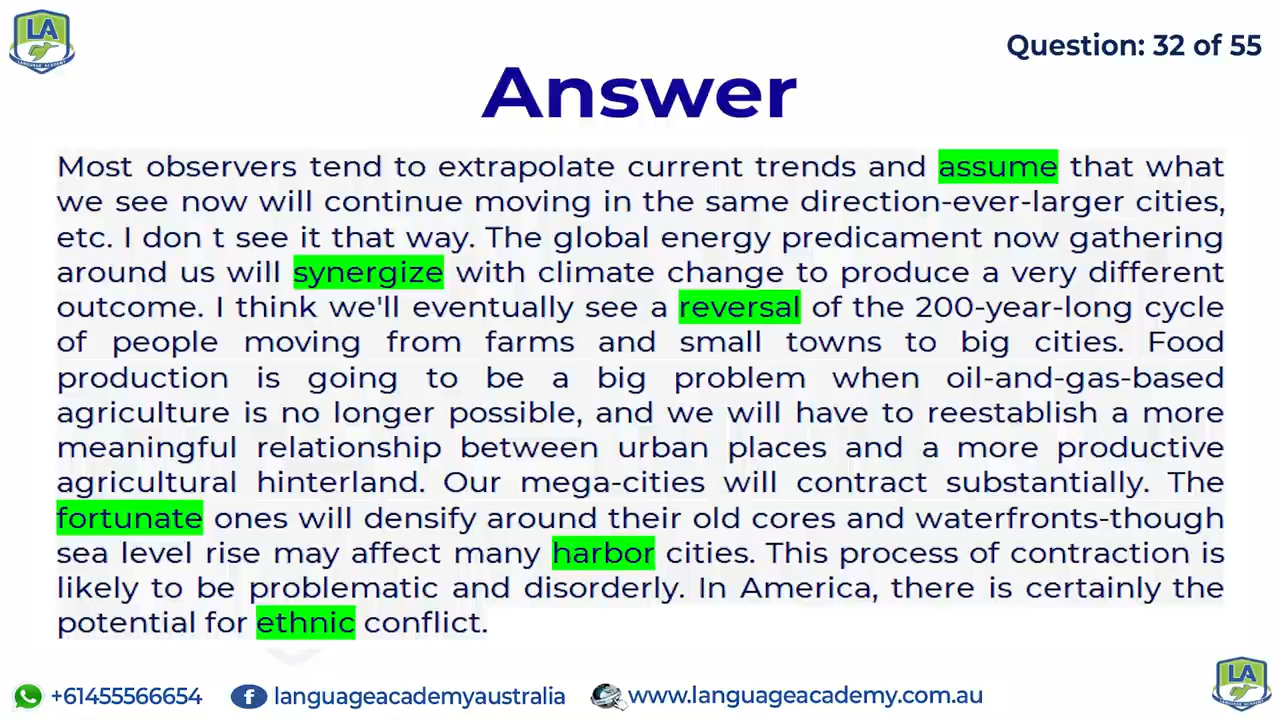 LA
LANGUAGE ACADEMY
Question: 32 of 55
Answer
Most observers tend to extrapolate current trends and assume that what
we see now will continue moving in the same direction-ever-larger cities,
etc. I don t see it that way. The global energy predicament now gathering
around us will synergize with climate change to produce a very different
outcome. I think we'll eventually see a reversal of the 200-year-long cycle
of people moving from farms and small towns to big cities. Food
production is going to be a big problem when oil-and-gas-based
agriculture is no longer possible, and we will have to reestablish a more
meaningful relationship between urban places and a more productive
agricultural hinterland. Our mega-cities will contract substantially. The
fortunate ones will densify around their old cores and waterfronts-though
sea level rise may affect many harbor cities. This process of contraction is
likely to be problematic and disorderly. In America, there is certainly the
potential for ethnic conflict.
+61455566654 languageacademyaustralia www.languageacademy.com.au
LA
LANGUAGE ACADEMY